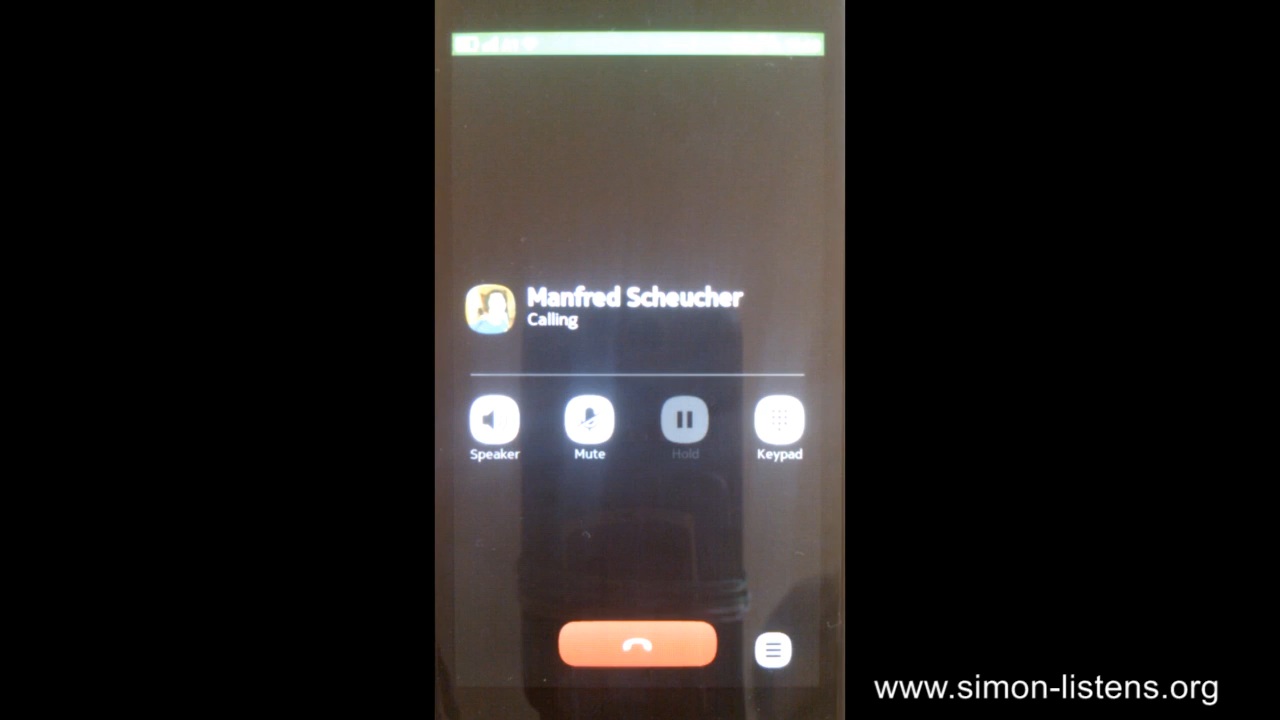 Manfred Scheucher
Calling
Speaker
Mute
Hold
Keypad
www.simon-listens.org